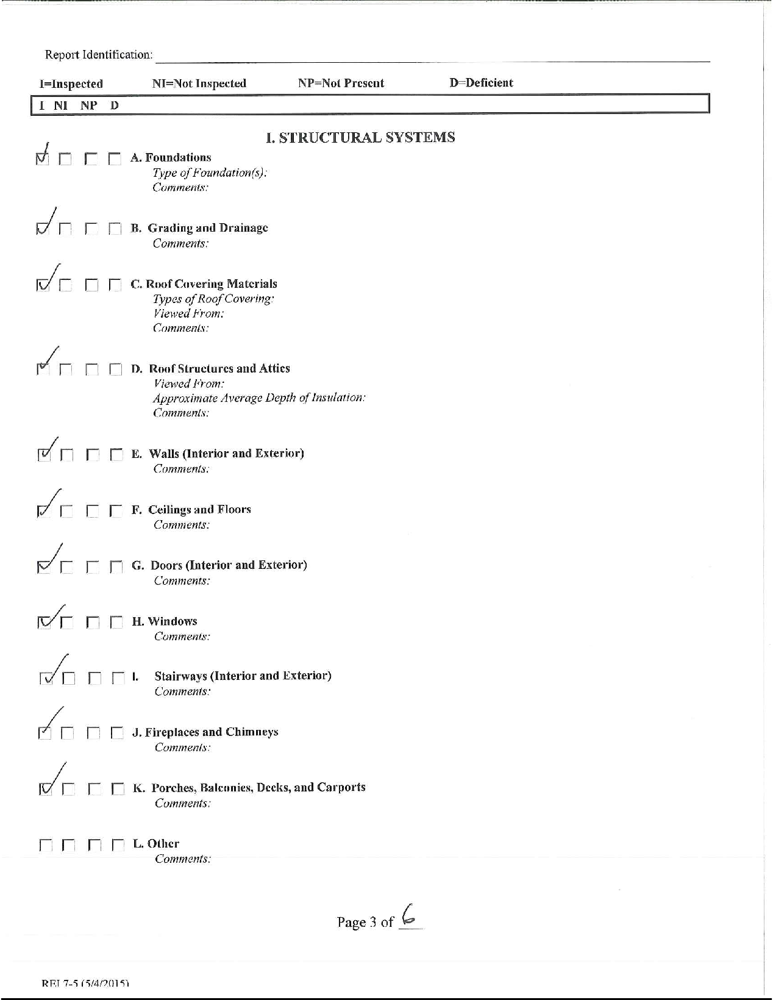 Report Identification:
I=Inspected NI=Not Inspected NP=Not Present D=Deficient
I NI NP D
I. STRUCTURAL SYSTEMS
A. Foundations
Type of Foundation(s):
Comments:
B. Grading and Drainage
Comments:
C. Roof Covering Materials
Types of Roof Covering:
Viewed From:
Comments:
D. Roof Structures and Attics
Viewed From:
Approximate Average Depth of Insulation:
Comments:
E. Walls (Interior and Exterior)
Comments:
F. Ceilings and Floors
Comments:
G. Doors (Interior and Exterior)
Comments:
H. Windows
Comments:
I. Stairways (Interior and Exterior)
Comments:
J. Fireplaces and Chimneys
Comments:
K. Porches, Balconies, Decks, and Carports
Comments:
L. Other
Comments:
Page 3 of 6
REI 7-5 (5/4/2015)